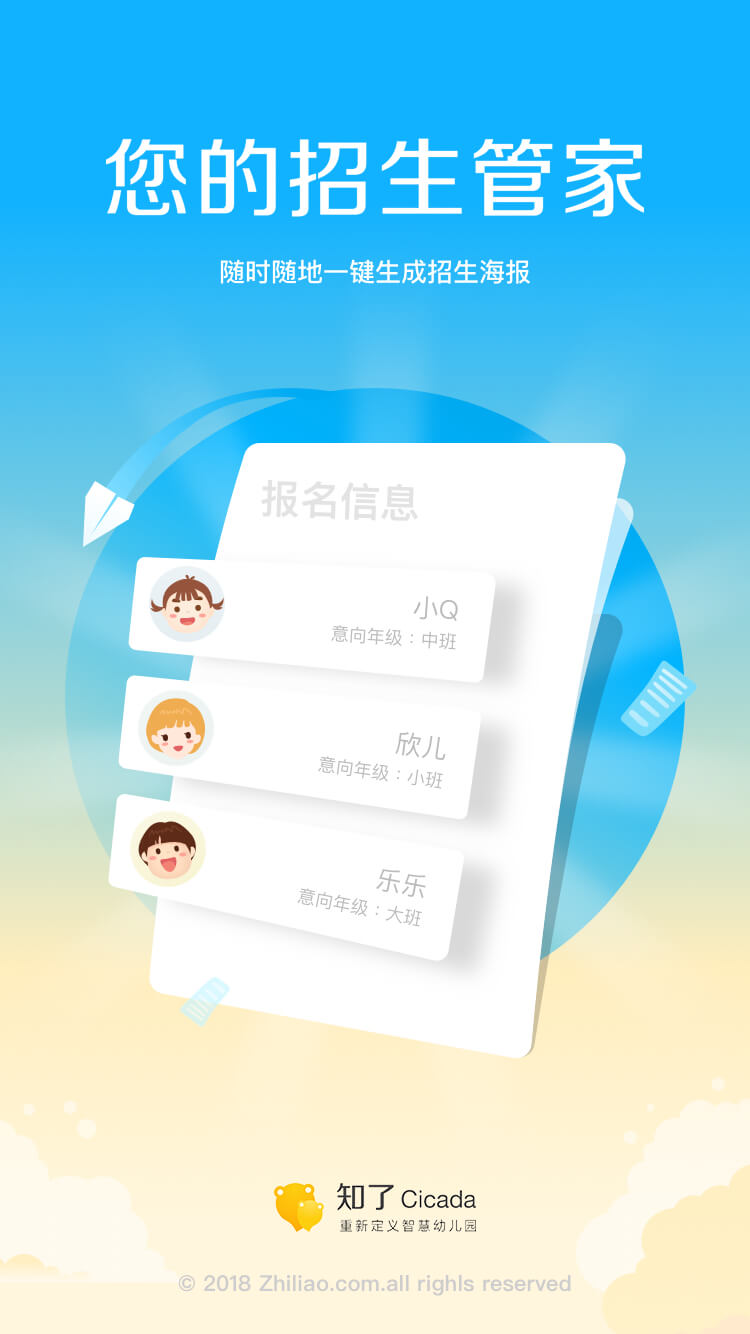 您的招生管家
随时随地一键生成招生海报
报名信息
小Q
意向年级：中班
欣儿
意向年级：小班
乐乐
意向年级：大班
知了 Cicada
重新定义智慧幼儿园
© 2018 Zhiliao.com.all righls reserved